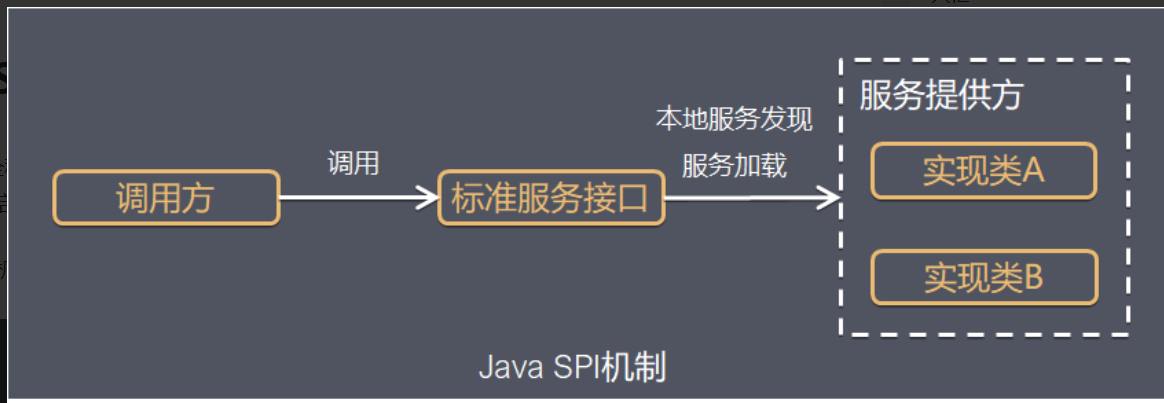 服务提供方
本地服务发现
调用
服务加载
实现类A
调用方
标准服务接口
实现类B
Java SPI机制